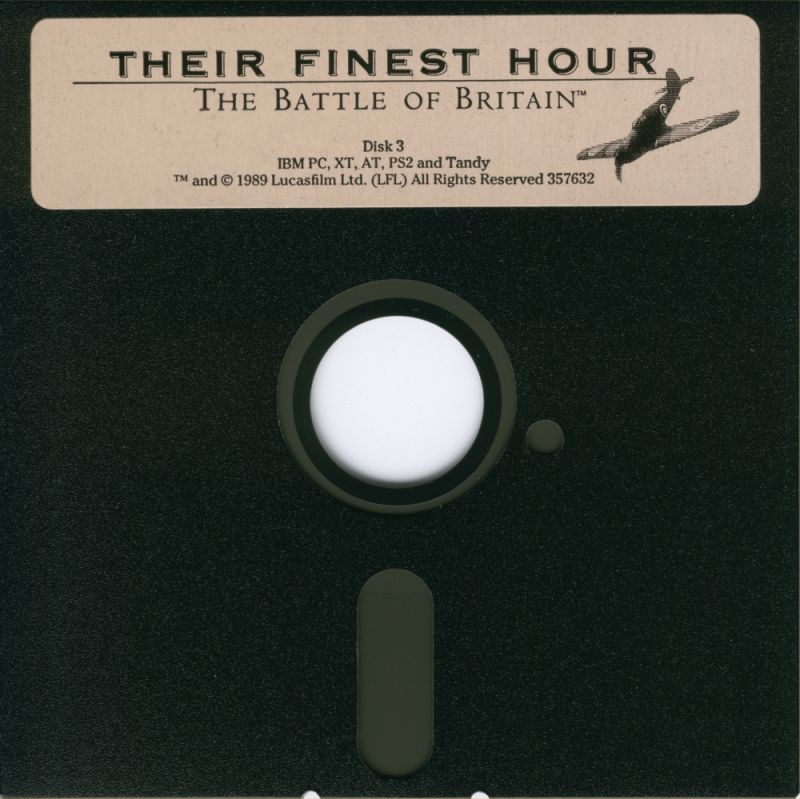 THEIR FINEST HOUR
THE BATTLE OF BRITAIN™
Disk 3
IBM PC, XT, AT, PS2 and Tandy
™ and © 1989 Lucasfilm Ltd. (LFL) All Rights Reserved 357632